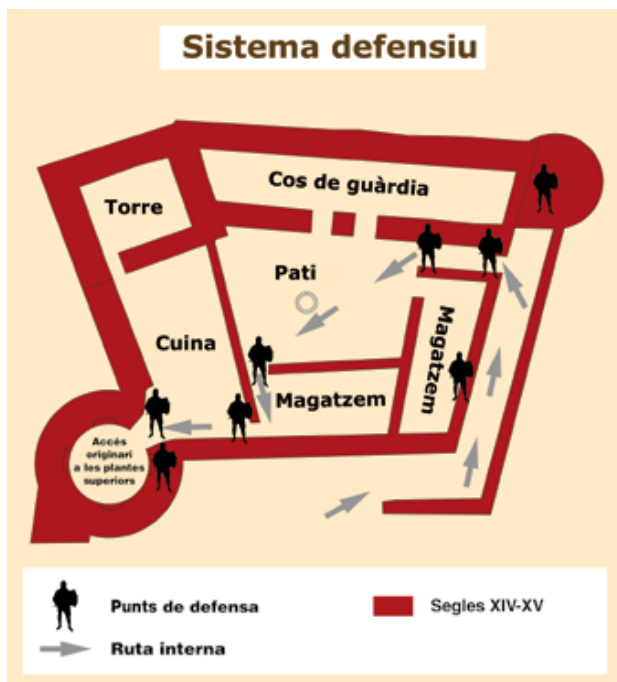 Sistema defensiu
Cos de guàrdia
Torre
Pati
Cuina
Magatzem
Magatzem
Accés
originari
a les plantes
superiors
Punts de defensa
Segles XIV-XV
Ruta interna